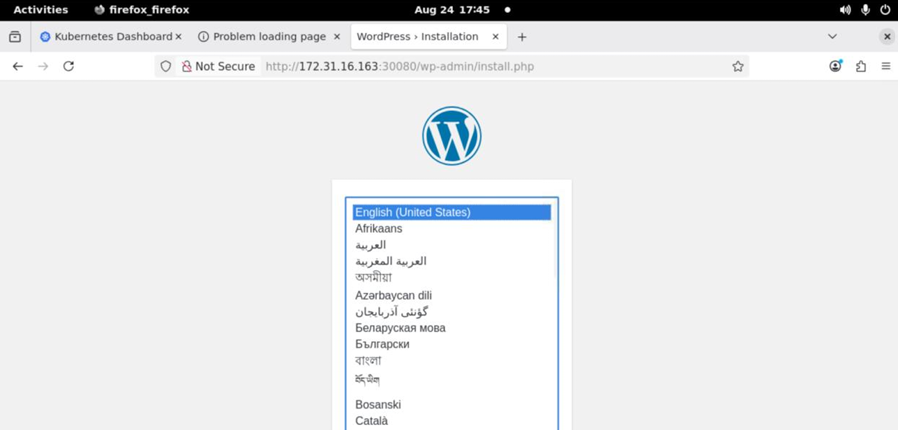 Activities firefox_firefox Aug 24 17:45
Kubernetes Dashboard Problem loading page WordPress › Installation
Not Secure http://172.31.16.163:30080/wp-admin/install.php
English (United States)
Afrikaans
العربية
العربية المغربية
অসমীয়া
Azərbaycan dili
گؤنئی آذربایجان
Беларуская мова
Български
বাংলা
བོད་ཡིག
Bosanski
Català